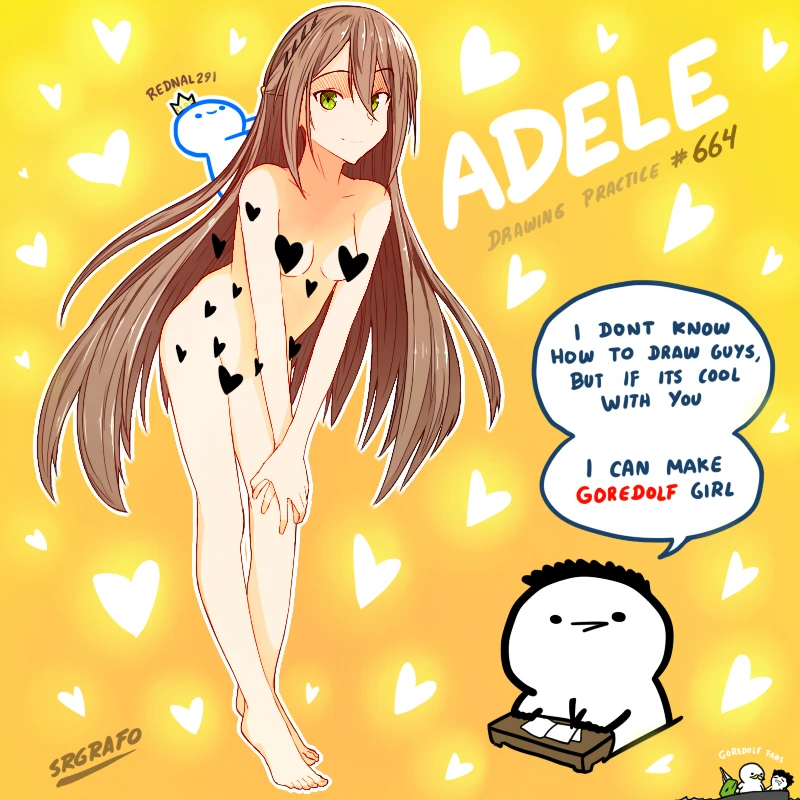 REDNAL291
ADELE
DRAWING PRACTICE #664
I DONT KNOW
HOW TO DRAW GUYS,
BUT IF ITS COOL
WITH YOU
I CAN MAKE
GOREDOLF GIRL
SRGRAFO
GOREDOLF FANS